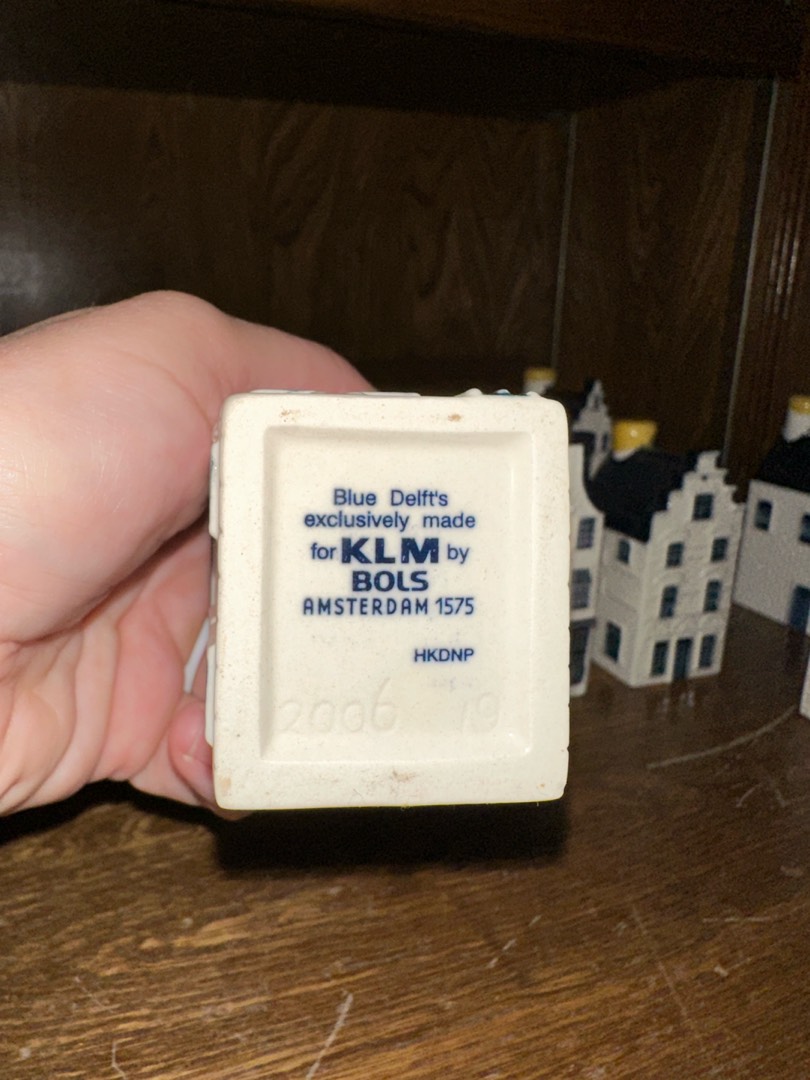 Blue Delft's
exclusively made
for KLM by
BOLS
AMSTERDAM 1575
HKDNP
2006 19